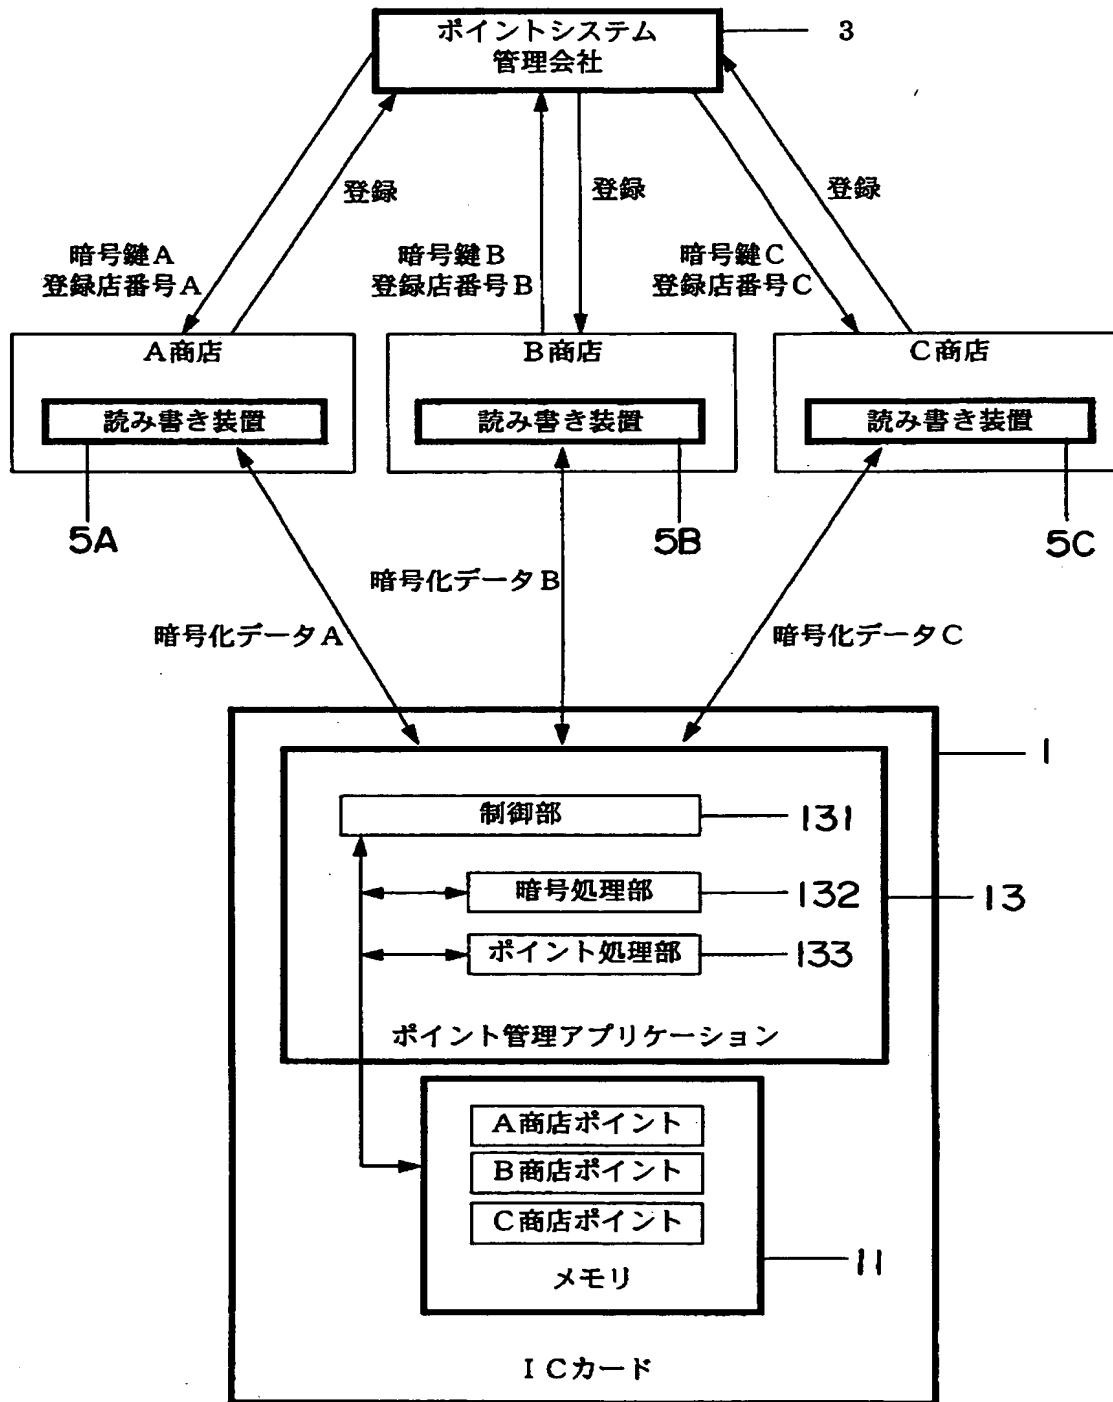 ポイントシステム
管理会社
3
登録
登録
登録
暗号鍵A
登録店番号A
暗号鍵B
登録店番号B
暗号鍵C
登録店番号C
A商店
B商店
C商店
読み書き装置
読み書き装置
読み書き装置
5A
5B
5C
暗号化データB
暗号化データA
暗号化データC
1
制御部
131
暗号処理部
132
13
ポイント処理部
133
ポイント管理アプリケーション
A商店ポイント
B商店ポイント
C商店ポイント
11
メモリ
ICカード